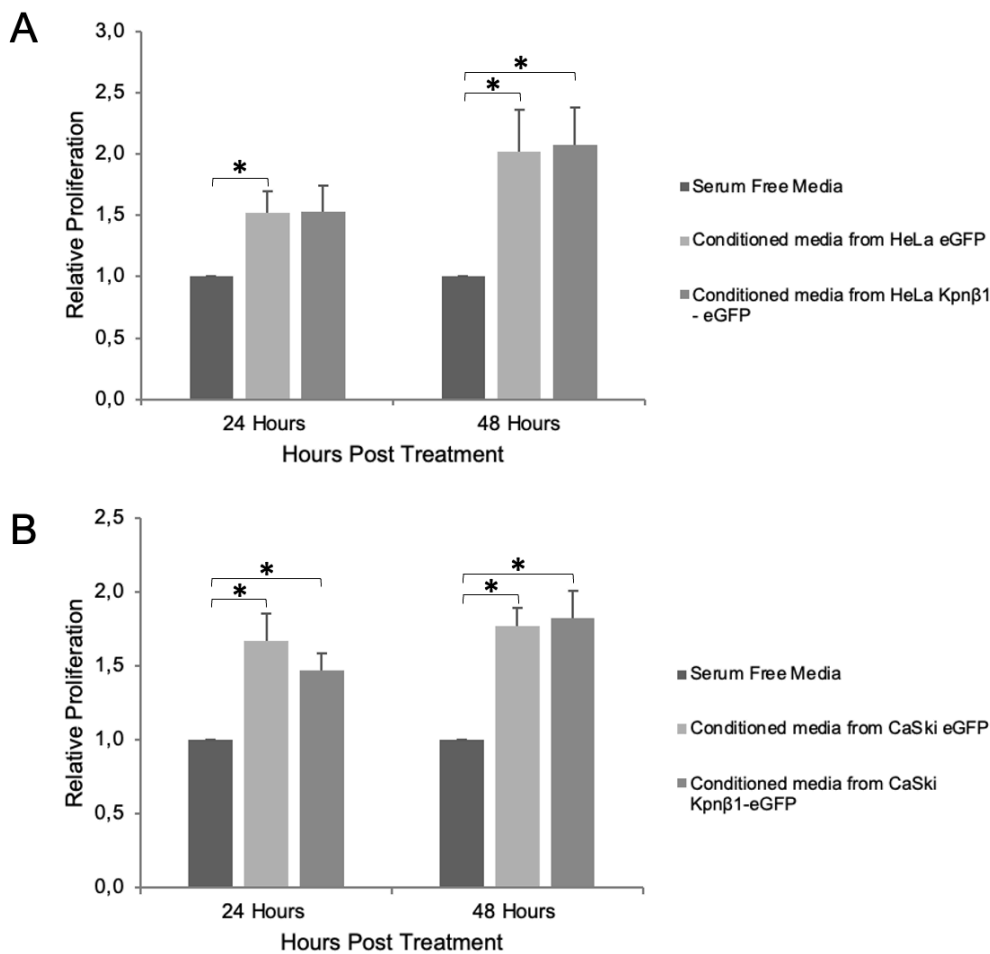 A
3,0
2,5
2,0
1,5
1,0
0,5
0,0
Relative Proliferation
*
*
*
24 Hours
48 Hours
Hours Post Treatment
Serum Free Media
Conditioned media from HeLa eGFP
Conditioned media from HeLa Kpnβ1
- eGFP
B
2,5
2,0
1,5
1,0
0,5
0,0
Relative Proliferation
*
*
*
*
24 Hours
48 Hours
Hours Post Treatment
Serum Free Media
Conditioned media from CaSki eGFP
Conditioned media from CaSki
Kpnβ1-eGFP